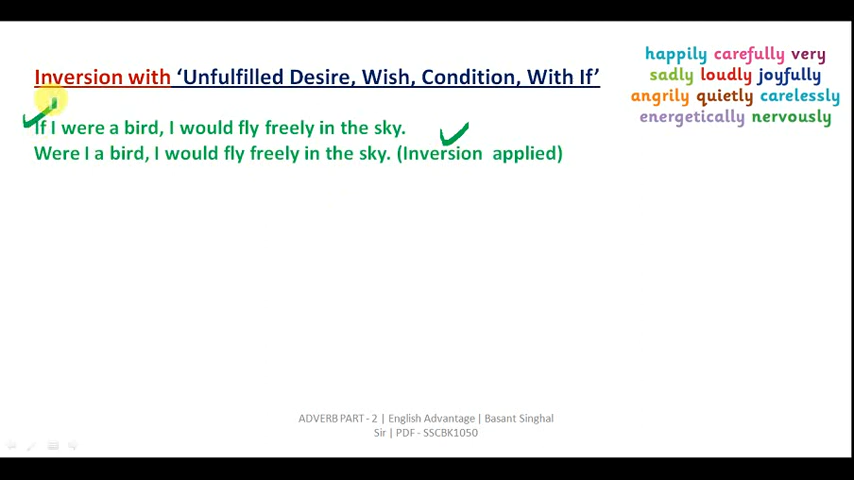 Inversion with ‘Unfulfilled Desire, Wish, Condition, With If’
If I were a bird, I would fly freely in the sky.
Were I a bird, I would fly freely in the sky. (Inversion applied)
happily carefully very
sadly loudly joyfully
angrily quietly carelessly
energetically nervously
ADVERB PART - 2 | English Advantage | Basant Singhal
Sir | PDF - SSCBK1050